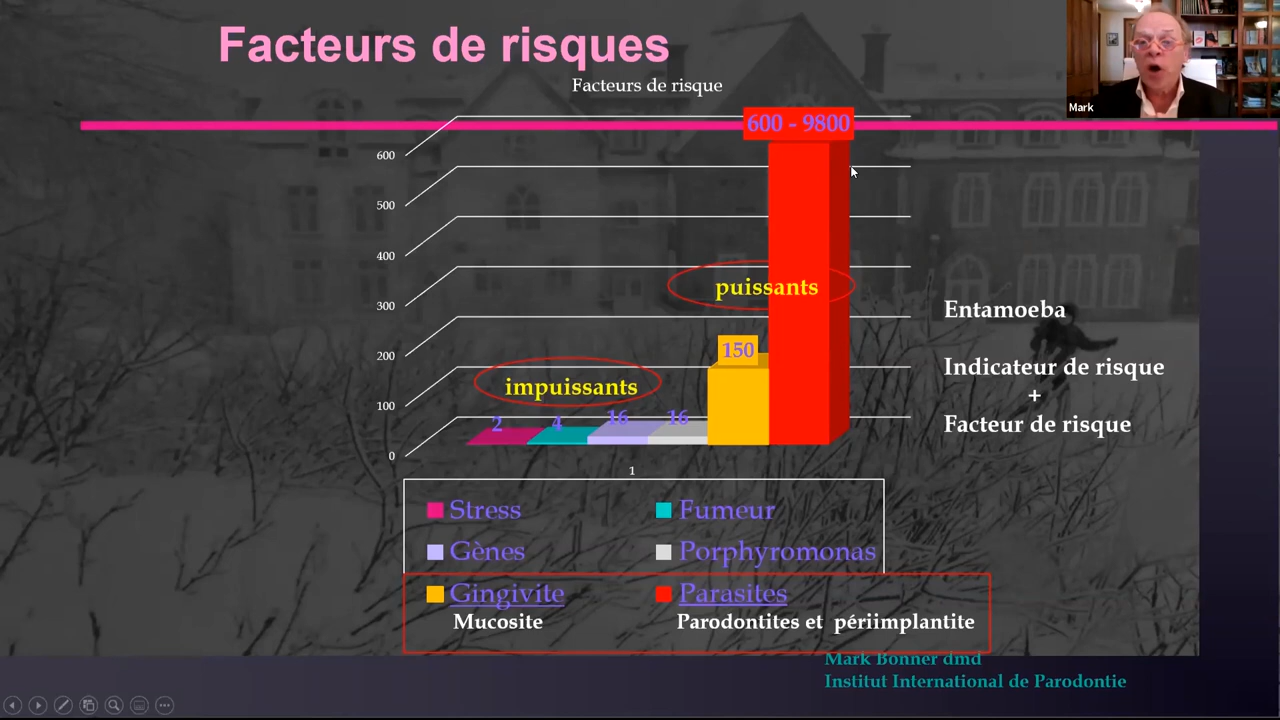 Facteurs de risques
Facteurs de risque
Mark
600 - 9800
600
500
400
300
200
100
0
puissants
150
impuissants
2
4
16
16
1
Entamoeba
Indicateur de risque
+
Facteur de risque
Stress
Fumeur
Gènes
Porphyromonas
Gingivite
Parasites
Mucosite
Parodontites et périimplantite
Mark Bonner dmd
Institut International de Parodontie